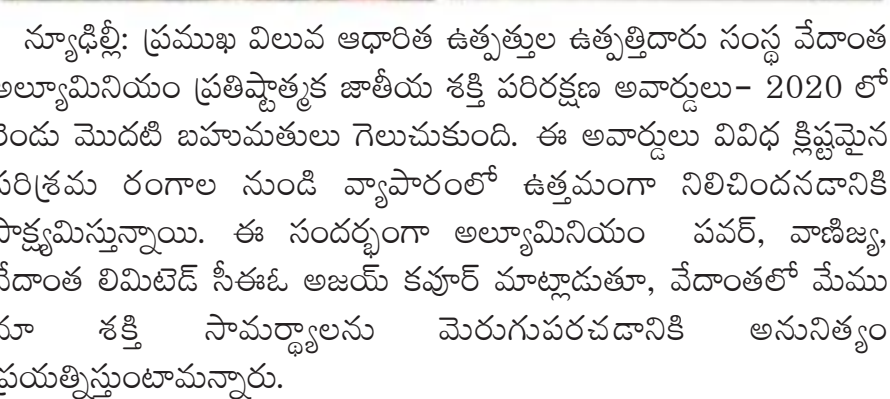 న్యూఢిల్లీ: ప్రముఖ విలువ ఆధారిత ఉత్పత్తుల ఉత్పత్తిదారు సంస్థ వేదాంత
అల్యూమినియం ప్రతిష్టాత్మక జాతీయ శక్తి పరిరక్షణ అవార్డులు- 2020 లో
రెండు మొదటి బహుమతులు గెలుచుకుంది. ఈ అవార్డులు వివిధ క్లిష్టమైన
పరిశ్రమ రంగాల నుండి వ్యాపారంలో ఉత్తమంగా నిలిచిందనడానికి
సాక్ష్యమిస్తున్నాయి. ఈ సందర్భంగా అల్యూమినియం పవర్, వాణిజ్య,
వేదాంత లిమిటెడ్ సీఈఓ అజయ్ కవూర్ మాట్లాడుతూ, వేదాంతలో మేము
మా శక్తి సామర్థ్యాలను మెరుగుపరచడానికి అనునిత్యం
ప్రయత్నిస్తుంటామన్నారు.